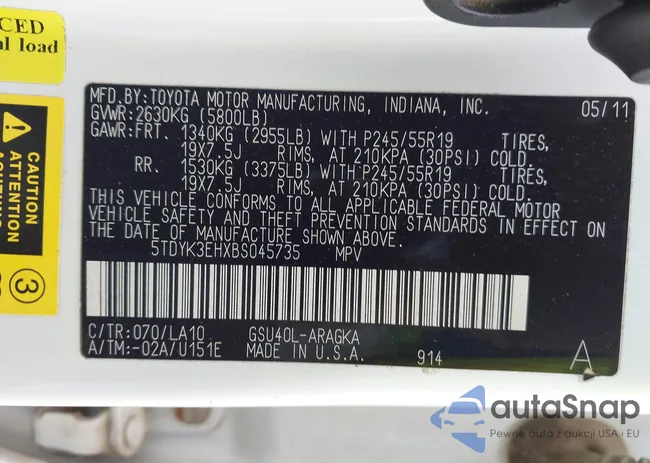 CED
al load
CAUTION
ACHTUNG
3
MFD.BY:TOYOTA MOTOR MANUFACTURING, INDIANA, INC. 05/11
GVWR:2630KG (5800LB)
GAWR:FRT. 1340KG (2955LB) WITH P245/55R19 TIRES,
19X7.5J RIMS, AT 210KPA (30PSI) COLD.
RR. 1530KG (3375LB) WITH P245/55R19 TIRES,
19X7.5J RIMS, AT 210KPA (30PSI) COLD.
THIS VEHICLE CONFORMS TO ALL APPLICABLE FEDERAL MOTOR
VEHICLE SAFETY AND THEFT PREVENTION STANDARDS IN EFFECT ON
THE DATE OF MANUFACTURE SHOWN ABOVE.
5TDYK3EHXBS045735 MPV
C/TR:070/LA10 GSU40L-ARAGKA
A/TM:-02A/U151E MADE IN U.S.A. 914 A
autaSnap
Pewne auta z aukcji USA i EU